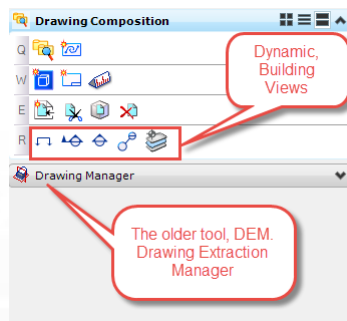 Drawing Composition
Q
W
E
R
Dynamic,
Building
Views
Drawing Manager
The older tool, DEM.
Drawing Extraction
Manager